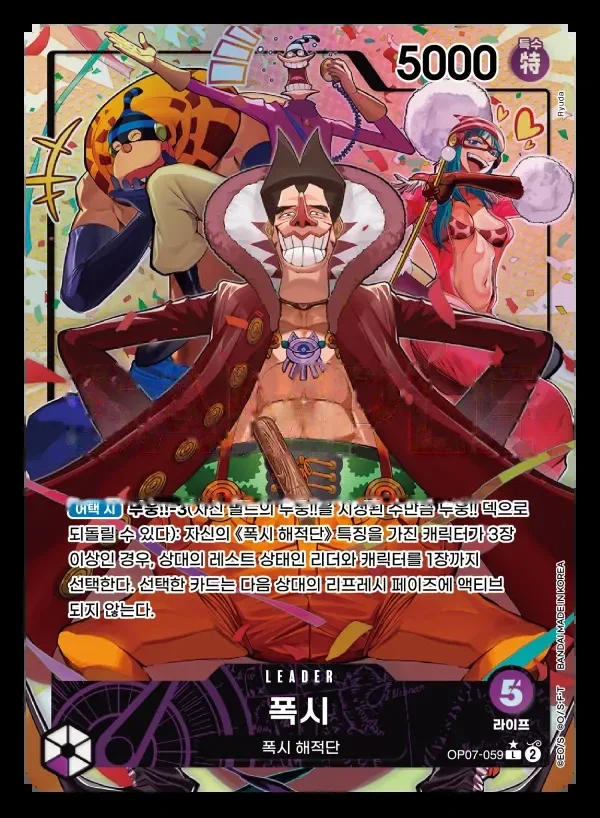 5000
특수
特
Ryuda
어택 시 두웅!!-3(자신 필드의 두웅!!을 지정된 수만큼 두웅!! 덱으로
되돌릴 수 있다): 자신의 《폭시 해적단》 특징을 가진 캐릭터가 3장
이상인 경우, 상대의 레스트 상태인 리더와 캐릭터를 1장까지
선택한다. 선택한 카드는 다음 상대의 리프레시 페이즈에 액티브
되지 않는다.
LEADER
폭시
폭시 해적단
5
라이프
OP07-059 L 2
©E.O/S. ©O./S·F·T BANDAI MADE IN KOREA